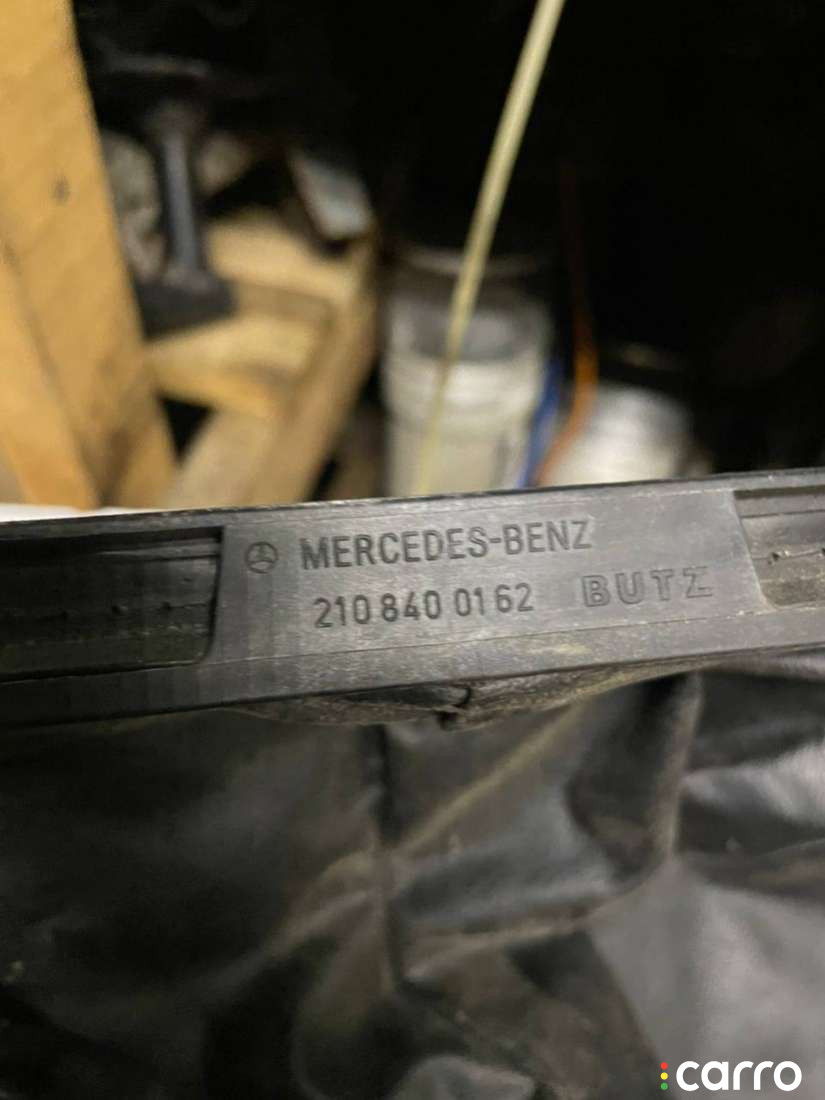 MERCEDES-BENZ
210 840 01 62 BUTZ
carro